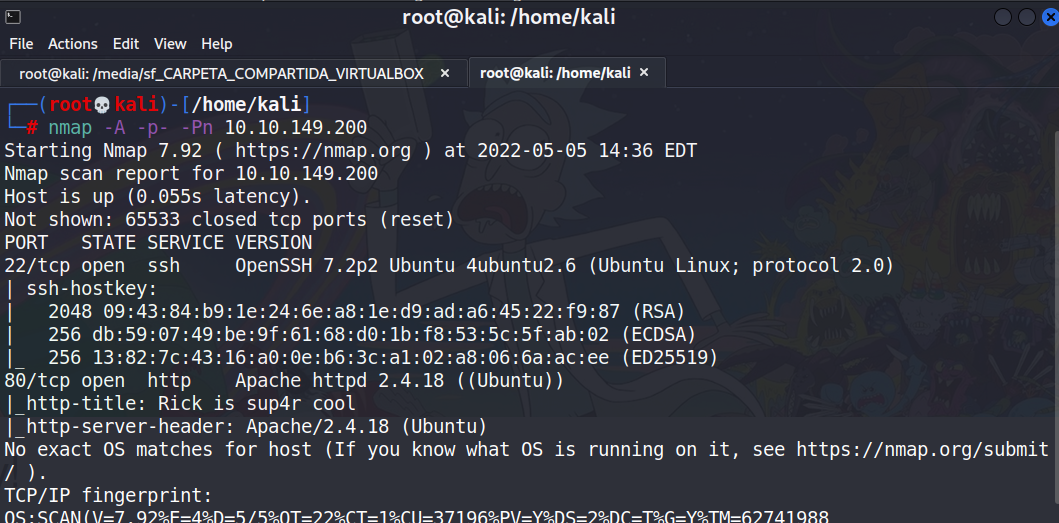 root@kali: /home/kali
File Actions Edit View Help
root@kali: /media/sf_CARPETA_COMPARTIDA_VIRTUALBOX × root@kali: /home/kali ×
┌──(root💀kali)-[/home/kali]
└─# nmap -A -p- -Pn 10.10.149.200
Starting Nmap 7.92 ( https://nmap.org ) at 2022-05-05 14:36 EDT
Nmap scan report for 10.10.149.200
Host is up (0.055s latency).
Not shown: 65533 closed tcp ports (reset)
PORT   STATE SERVICE VERSION
22/tcp open  ssh     OpenSSH 7.2p2 Ubuntu 4ubuntu2.6 (Ubuntu Linux; protocol 2.0)
| ssh-hostkey:
|   2048 09:43:84:b9:1e:24:6e:a8:1e:d9:ad:a6:45:22:f9:87 (RSA)
|   256 db:59:07:49:be:9f:61:68:d0:1b:f8:53:5c:5f:ab:02 (ECDSA)
|_  256 13:82:7c:43:16:a0:0e:b6:3c:a1:02:a8:06:6a:ac:ee (ED25519)
80/tcp open  http    Apache httpd 2.4.18 ((Ubuntu))
|_http-title: Rick is sup4r cool
|_http-server-header: Apache/2.4.18 (Ubuntu)
No exact OS matches for host (If you know what OS is running on it, see https://nmap.org/submit
/ ).
TCP/IP fingerprint:
OS:SCAN(V=7.92%E=4%D=5/5%OT=22%CT=1%CU=37196%PV=Y%DS=2%DC=T%G=Y%TM=62741988